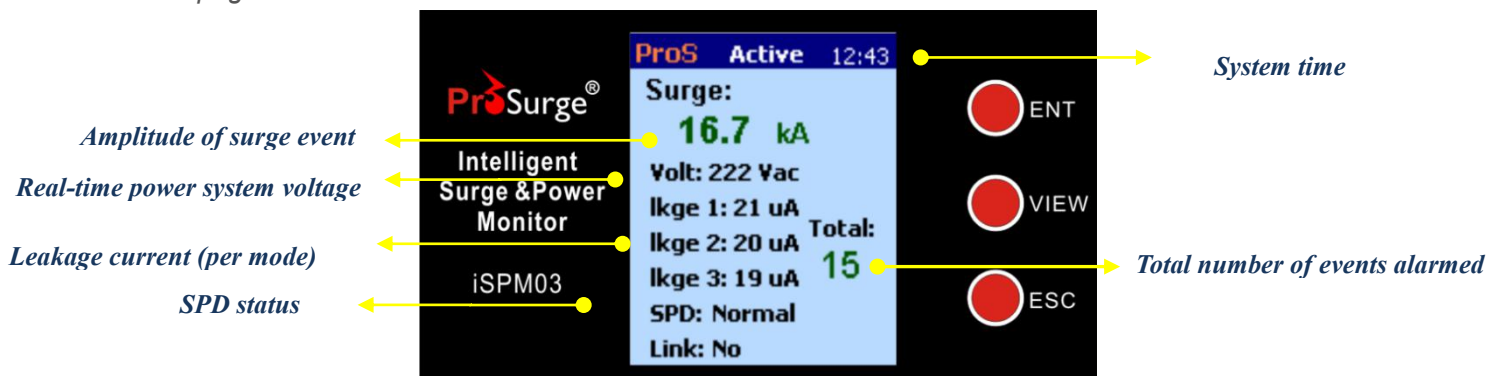 ProS Active 12:43
System time
ProSurge®
Surge:
16.7 kA
ENT
Amplitude of surge event
Intelligent
Surge &Power
Monitor
Real-time power system voltage
Volt: 222 Vac
lkge 1: 21 uA
VIEW
Total:
lkge 2: 20 uA
Leakage current (per mode)
15
Total number of events alarmed
lkge 3: 19 uA
iSPM03
SPD status
ESC
SPD: Normal
Link: No